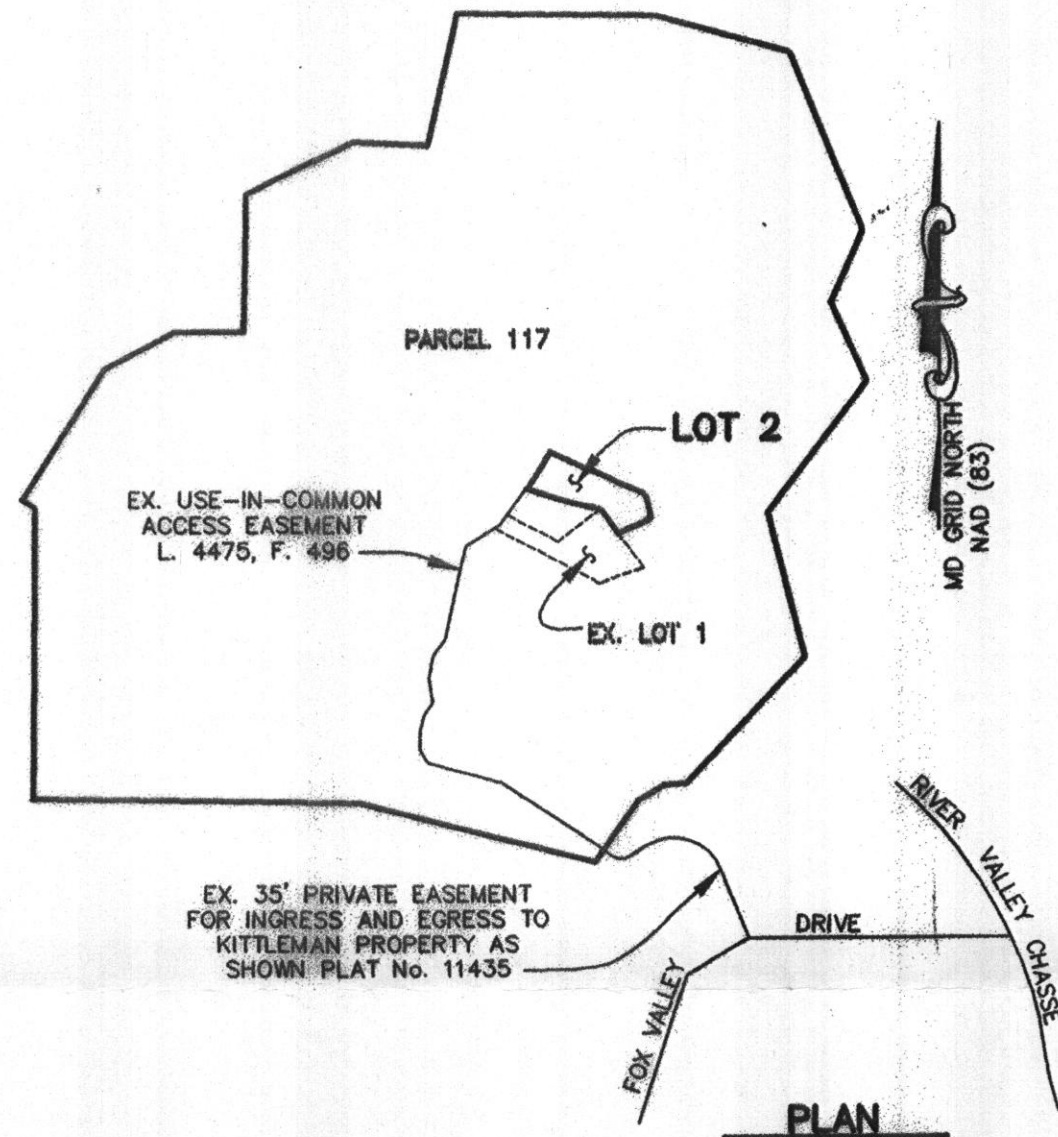 PARCEL 117
LOT 2
EX. USE-IN-COMMON
ACCESS EASEMENT
L. 4475, F. 496
EX. LOT 1
MD GRID NORTH
NAD (83)
RIVER VALLEY CHASSE
EX. 35' PRIVATE EASEMENT
FOR INGRESS AND EGRESS TO
KITTLEMAN PROPERTY AS
SHOWN PLAT No. 11435
FOX VALLEY DRIVE
PLAN